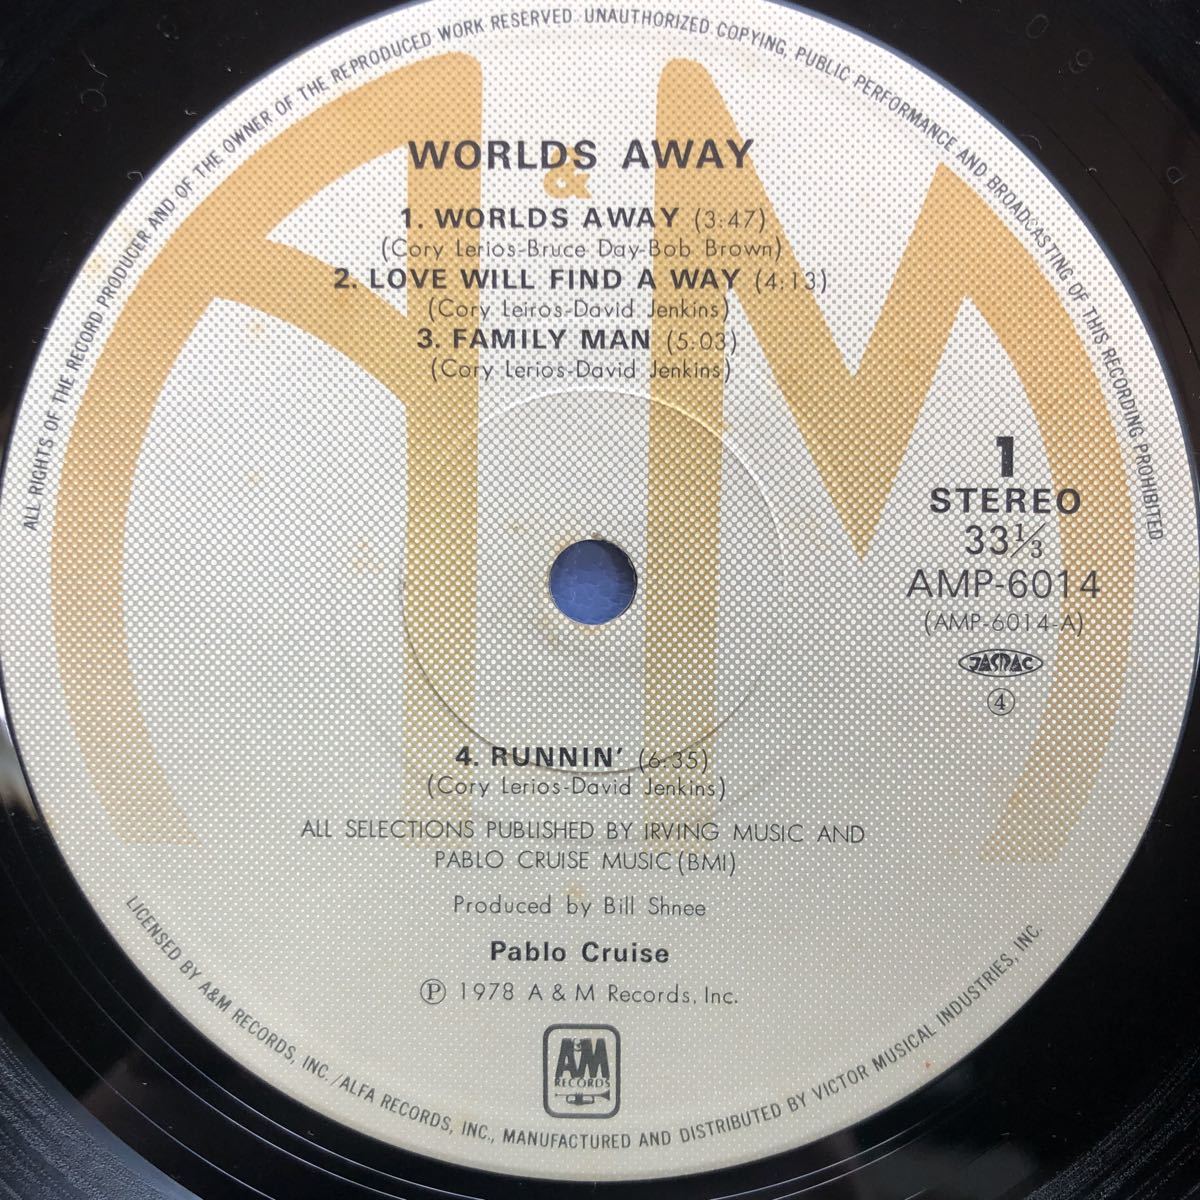 ALL RIGHTS OF THE RECORD PRODUCER AND OF THE OWNER OF THE REPRODUCED WORK RESERVED. UNAUTHORIZED COPYING, PUBLIC PERFORMANCE AND BROADCASTING OF THIS RECORDING PROHIBITED
&
WORLDS AWAY
1. WORLDS AWAY (3:47)
(Cory Lerios-Bruce Day-Bob Brown)
2. LOVE WILL FIND A WAY (4:13)
(Cory Leiros-David Jenkins)
3. FAMILY MAN (5:03)
(Cory Lerios-David Jenkins)
1
STEREO
33⅓
AMP-6014
(AMP-6014-A)
JASRAC
④
4. RUNNIN' (6:35)
(Cory Lerios-David Jenkins)
ALL SELECTIONS PUBLISHED BY IRVING MUSIC AND
PABLO CRUISE MUSIC (BMI)
Produced by Bill Shnee
Pablo Cruise
℗ 1978 A & M Records, Inc.
A&M
RECORDS
LICENSED BY A&M RECORDS, INC./ALFA RECORDS, INC., MANUFACTURED AND DISTRIBUTED BY VICTOR MUSICAL INDUSTRIES, INC.